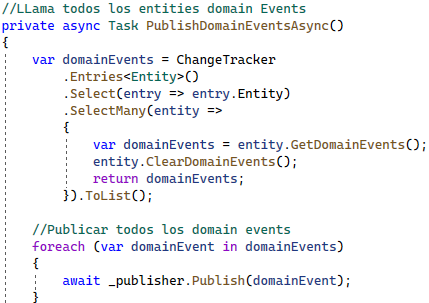 //LLama todos los entities domain Events
private async Task PublishDomainEventsAsync()
{
var domainEvents = ChangeTracker
.Entries<Entity>()
.Select(entry => entry.Entity)
.SelectMany(entity =>
{
var domainEvents = entity.GetDomainEvents();
entity.ClearDomainEvents();
return domainEvents;
}).ToList();
//Publicar todos los domain events
foreach (var domainEvent in domainEvents)
{
await _publisher.Publish(domainEvent);
}